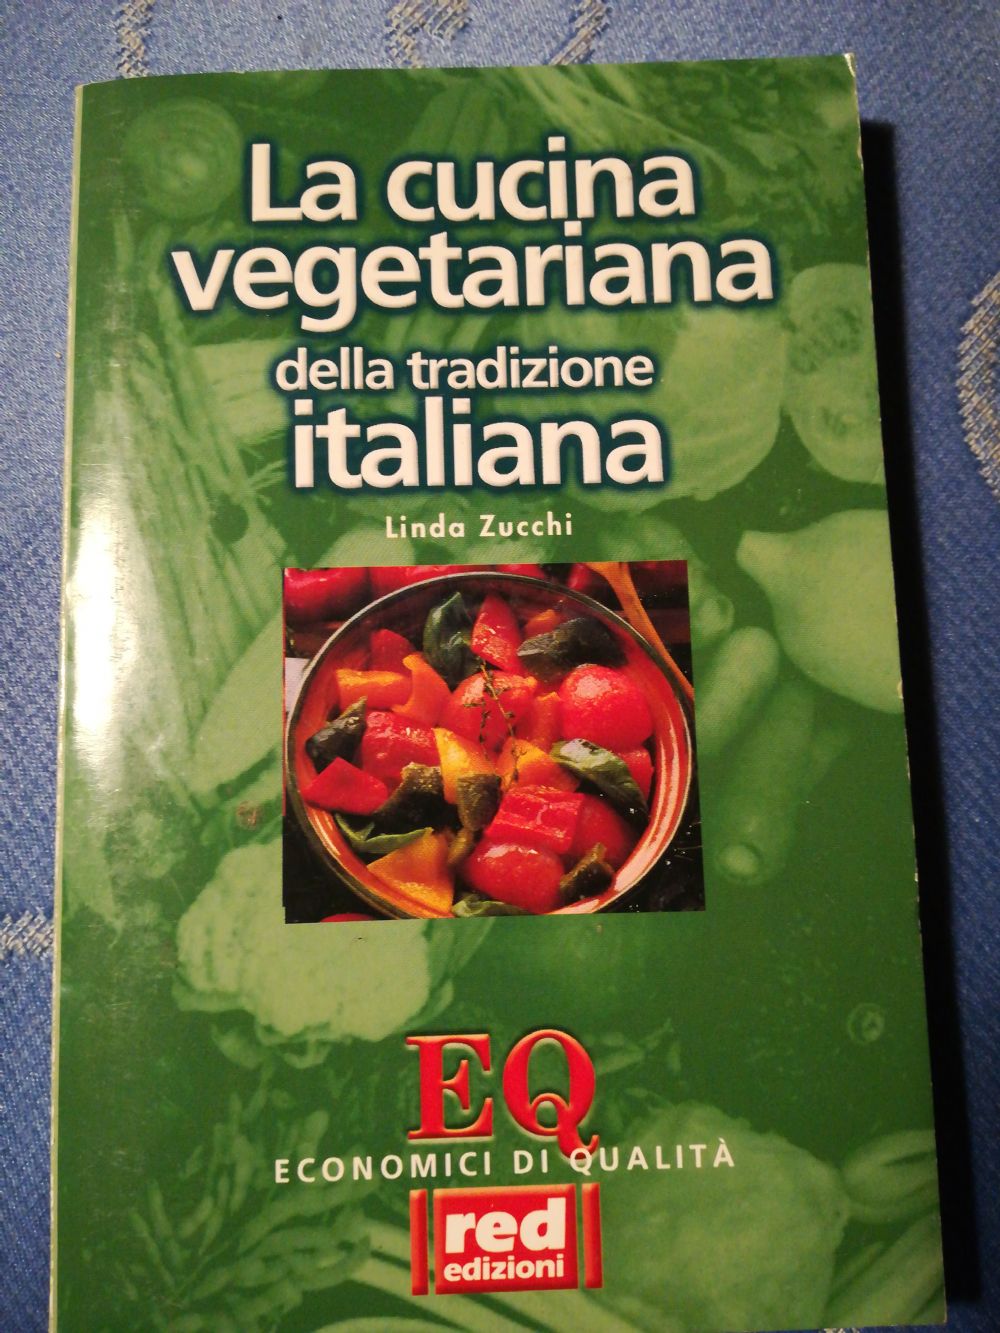 La cucina
vegetariana
della tradizione
italiana
Linda Zucchi
EQ
ECONOMICI DI QUALITÀ
red
edizioni